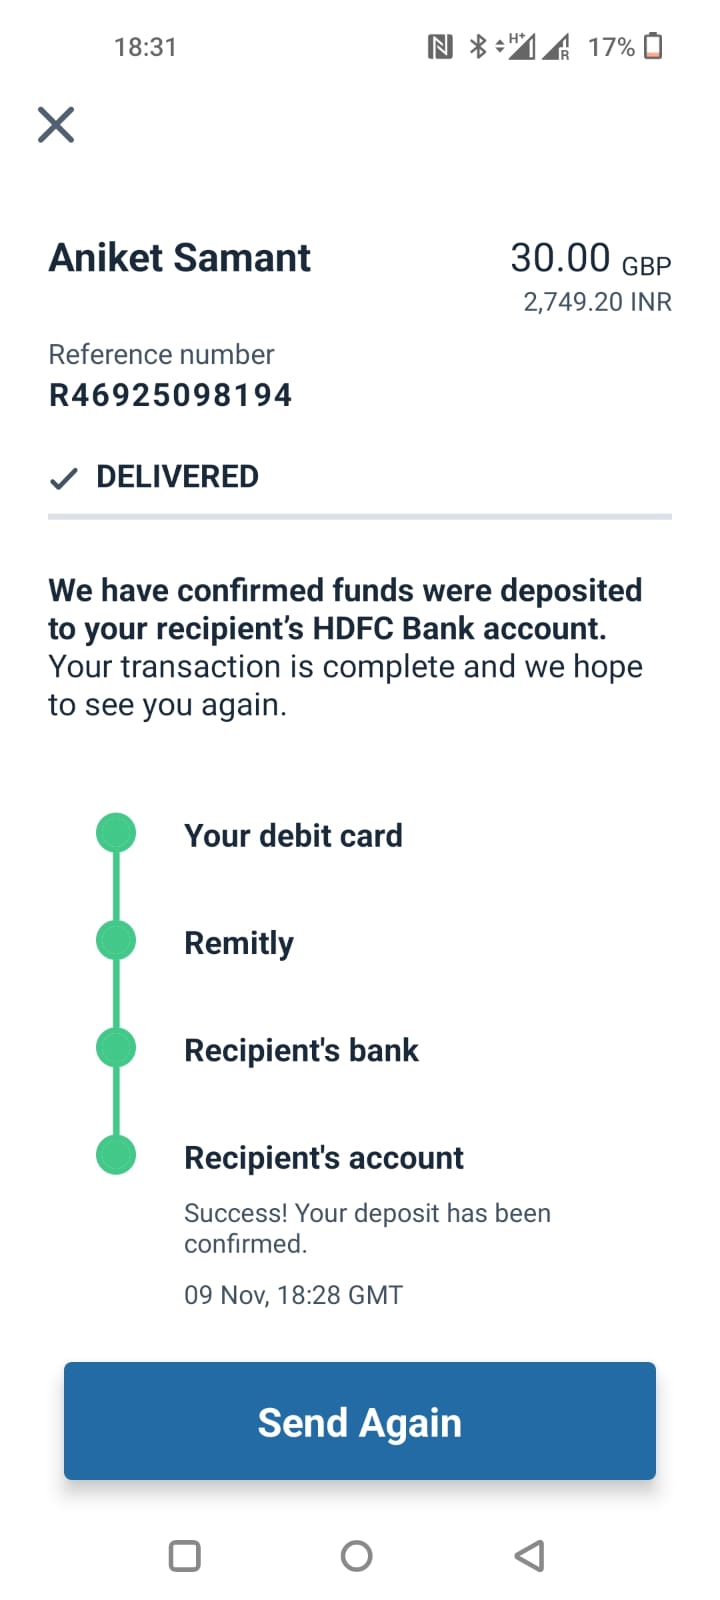 18:31
H+
R
17%
Aniket Samant
30.00 GBP
2,749.20 INR
Reference number
R46925098194
DELIVERED
We have confirmed funds were deposited
to your recipient’s HDFC Bank account.
Your transaction is complete and we hope
to see you again.
Your debit card
Remitly
Recipient's bank
Recipient's account
Success! Your deposit has been
confirmed.
09 Nov, 18:28 GMT
Send Again